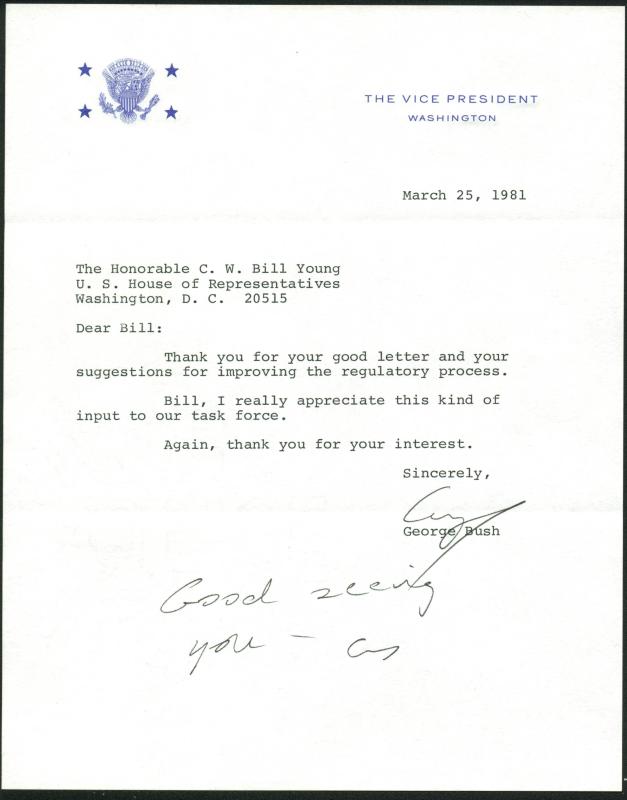 THE VICE PRESIDENT
WASHINGTON
March 25, 1981
The Honorable C. W. Bill Young
U. S. House of Representatives
Washington, D. C. 20515
Dear Bill:
Thank you for your good letter and your
suggestions for improving the regulatory process.
Bill, I really appreciate this kind of
input to our task force.
Again, thank you for your interest.
Sincerely,
George Bush
Good seeing
you –